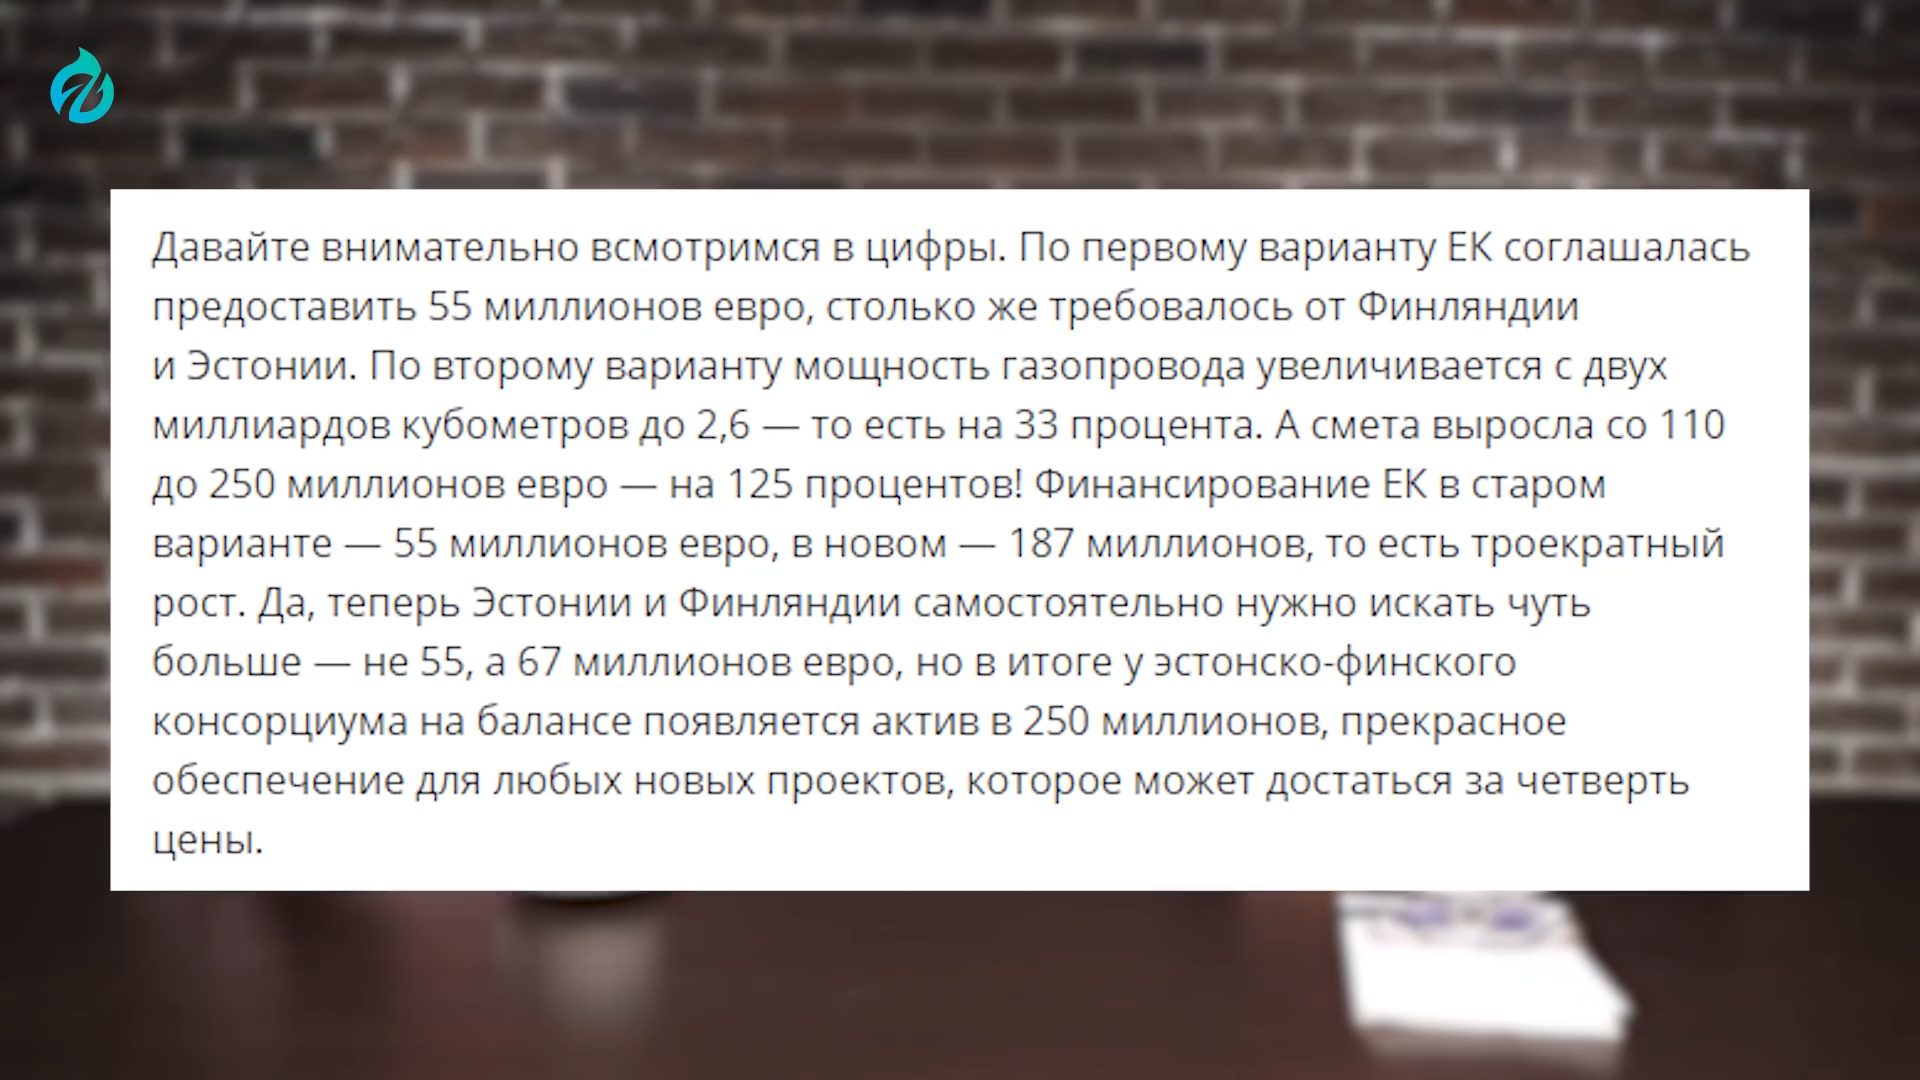 Давайте внимательно всмотримся в цифры. По первому варианту ЕК соглашалась
предоставить 55 миллионов евро, столько же требовалось от Финляндии
и Эстонии. По второму варианту мощность газопровода увеличивается с двух
миллиардов кубометров до 2,6 — то есть на 33 процента. А смета выросла со 110
до 250 миллионов евро — на 125 процентов! Финансирование ЕК в старом
варианте — 55 миллионов евро, в новом — 187 миллионов, то есть троекратный
рост. Да, теперь Эстонии и Финляндии самостоятельно нужно искать чуть
больше — не 55, а 67 миллионов евро, но в итоге у эстонско-финского
консорциума на балансе появляется актив в 250 миллионов, прекрасное
обеспечение для любых новых проектов, которое может достаться за четверть
цены.